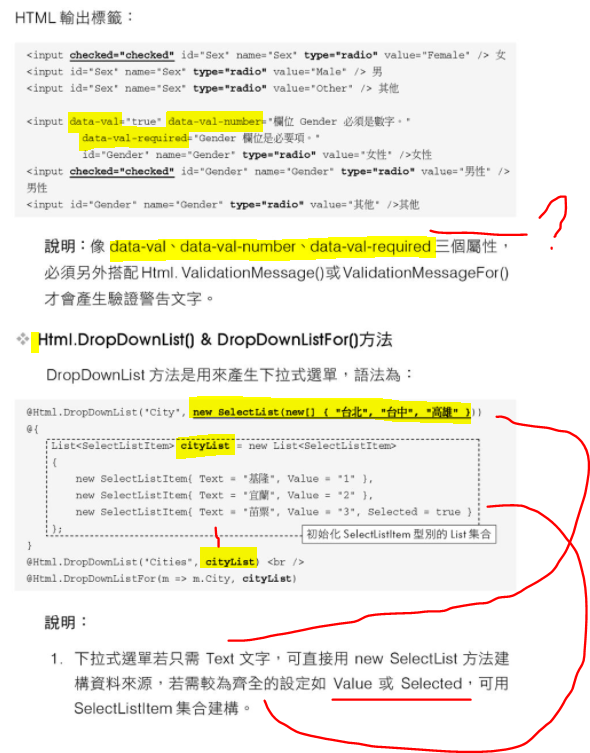 HTML 輸出標籤：
<input checked="checked" id="Sex" name="Sex" type="radio" value="Female" /> 女
<input id="Sex" name="Sex" type="radio" value="Male" /> 男
<input id="Sex" name="Sex" type="radio" value="Other" /> 其他
<input data-val="true" data-val-number="欄位 Gender 必須是數字。"
data-val-required="Gender 欄位是必要項。"
id="Gender" name="Gender" type="radio" value="女性" />女性
<input checked="checked" id="Gender" name="Gender" type="radio" value="男性" />
男性
<input id="Gender" name="Gender" type="radio" value="其他" />其他
?
說明：像 data-val、data-val-number、data-val-required 三個屬性，
必須另外搭配 Html. ValidationMessage()或 ValidationMessageFor()
才會產生驗證警告文字。
❖ Html.DropDownList() & DropDownListFor()方法
DropDownList 方法是用來產生下拉式選單，語法為：
@Html.DropDownList("City", new SelectList(new[] { "台北", "台中", "高雄" }))
@{
List<SelectListItem> cityList = new List<SelectListItem>
{
new SelectListItem{ Text = "基隆", Value = "1" },
new SelectListItem{ Text = "宜蘭", Value = "2" },
new SelectListItem{ Text = "苗栗", Value = "3", Selected = true }
};
初始化 SelectListItem 型別的 List 集合
}
@Html.DropDownList("Cities", cityList) <br />
@Html.DropDownListFor(m => m.City, cityList)
說明：
1. 下拉式選單若只需 Text 文字，可直接用 new SelectList 方法建
構資料來源，若需較為齊全的設定如 Value 或 Selected，可用
SelectListItem 集合建構。